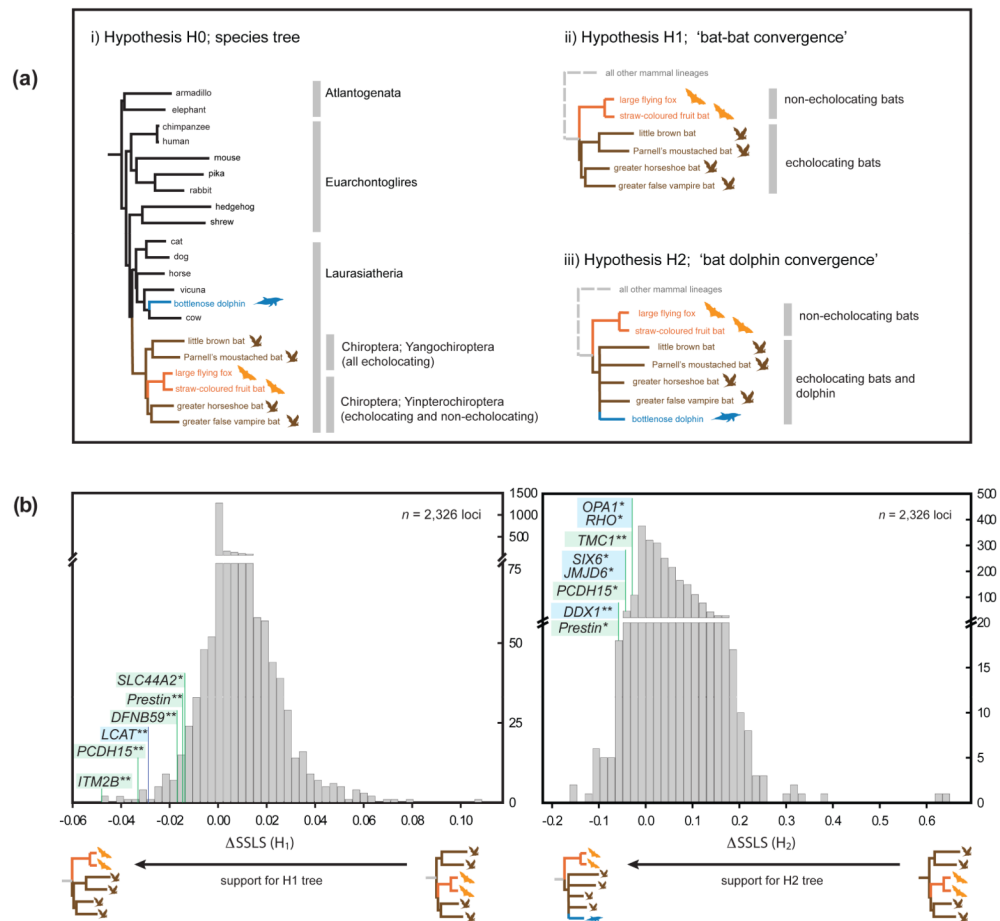 (a)
i) Hypothesis H0; species tree
armadillo
elephant
chimpanzee
human
mouse
pika
rabbit
hedgehog
shrew
cat
dog
horse
vicuna
bottlenose dolphin
cow
little brown bat
Parnell's moustached bat
large flying fox
straw-coloured fruit bat
greater horseshoe bat
greater false vampire bat
Atlantogenata
Euarchontoglires
Laurasiatheria
Chiroptera; Yangochiroptera
(all echolocating)
Chiroptera; Yinpterochiroptera
(echolocating and non-echolocating)
ii) Hypothesis H1; 'bat-bat convergence'
all other mammal lineages
large flying fox
straw-coloured fruit bat
little brown bat
Parnell's moustached bat
greater horseshoe bat
greater false vampire bat
non-echolocating bats
echolocating bats
iii) Hypothesis H2; 'bat dolphin convergence'
all other mammal lineages
large flying fox
straw-coloured fruit bat
little brown bat
Parnell's moustached bat
greater horseshoe bat
greater false vampire bat
bottlenose dolphin
non-echolocating bats
echolocating bats and
dolphin
(b)
n = 2,326 loci
1500
1000
500
75
50
25
0
SLC44A2*
Prestin**
DFNB59**
LCAT**
PCDH15**
ITM2B**
-0.06 -0.04 -0.02 0.00 0.02 0.04 0.06 0.08 0.10
ΔSSLS (H1)
support for H1 tree
n = 2,326 loci
500
400
300
200
100
20
15
10
5
0
OPA1*
RHO*
TMC1**
SIX6*
JMJD6*
PCDH15*
DDX1**
Prestin*
-0.2 -0.1 0.0 0.1 0.2 0.3 0.4 0.5 0.6
ΔSSLS (H2)
support for H2 tree